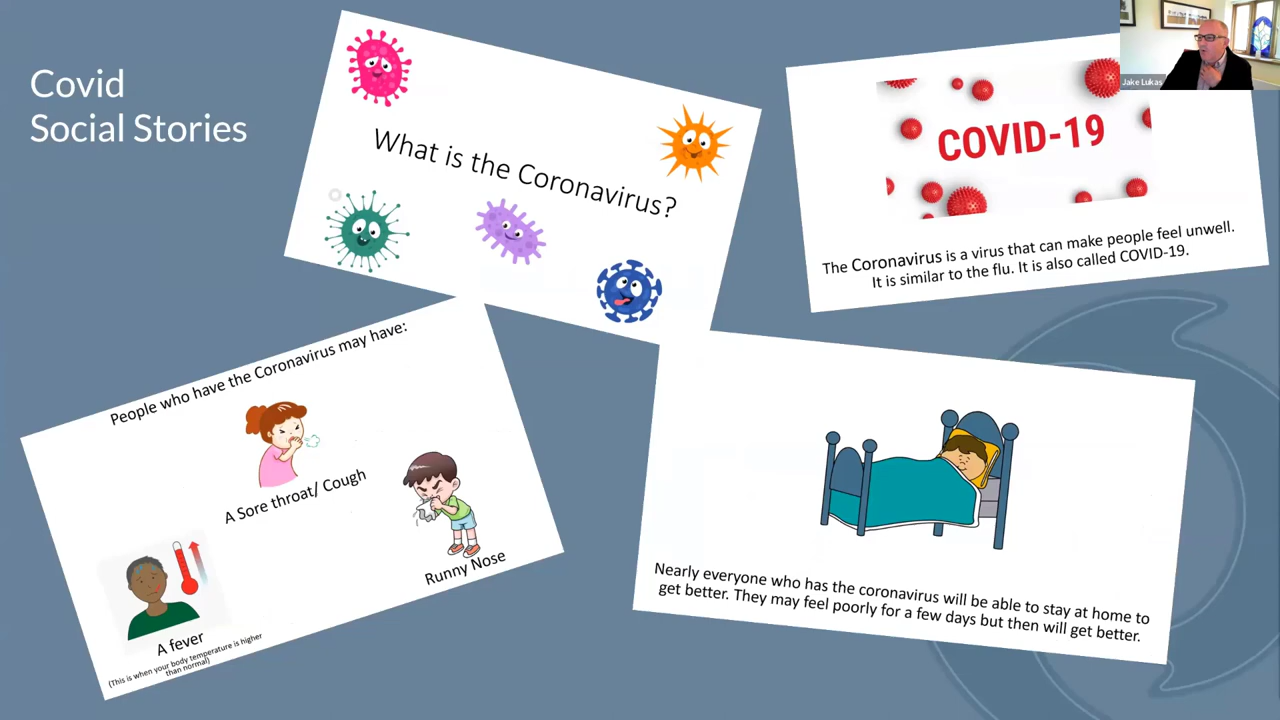 Covid
Social Stories
What is the Coronavirus?
COVID-19
The Coronavirus is a virus that can make people feel unwell.
It is similar to the flu. It is also called COVID-19.
Jake Lukas
People who have the Coronavirus may have:
A Sore throat/ Cough
Runny Nose
A fever
(This is when your body temperature is higher
than normal)
Nearly everyone who has the coronavirus will be able to stay at home to
get better. They may feel poorly for a few days but then will get better.